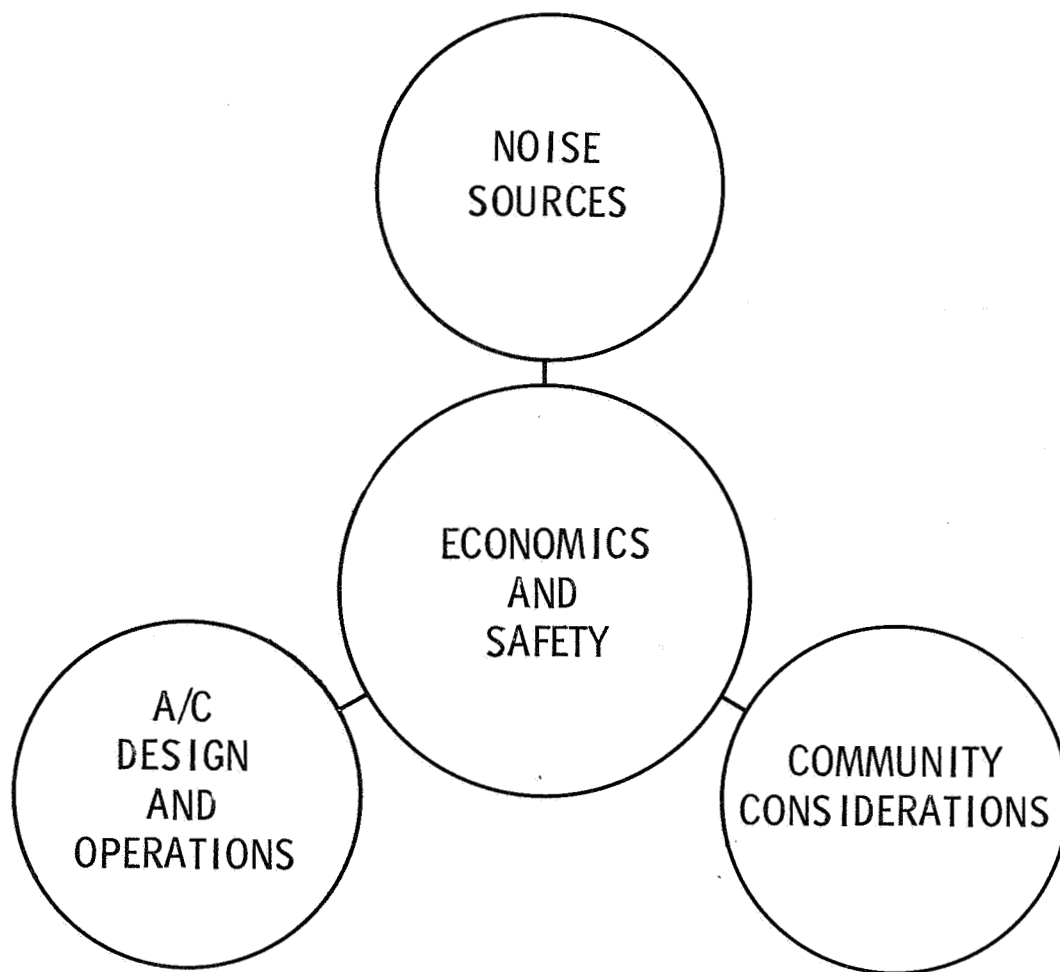 NOISE
SOURCES
ECONOMICS
AND
SAFETY
A/C
DESIGN
AND
OPERATIONS
COMMUNITY
CONSIDERATIONS